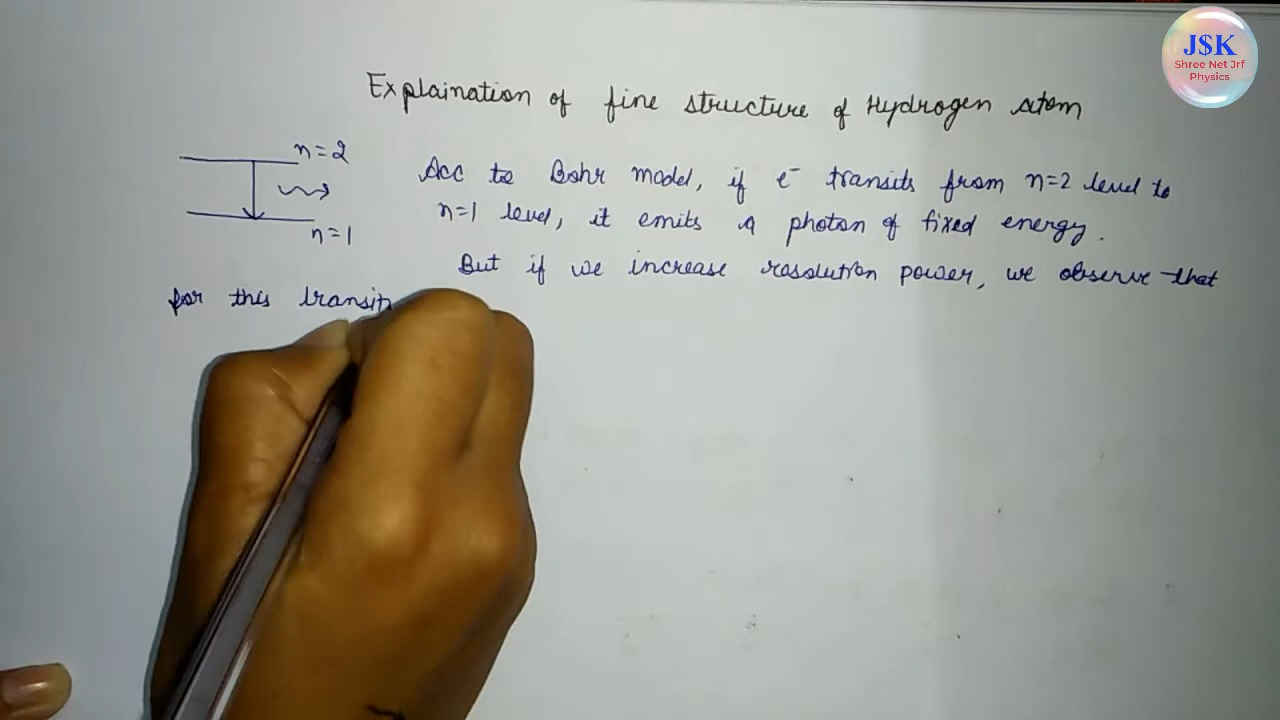 J$K
Shree Net Jrf
Physics
Explaination of fine structure of Hydrogen atom
n=2
n=1
Acc to Bohr model, if e⁻ transits from n=2 level to
n=1 level, it emits a photon of fixed energy.
But if we increase resolution power, we observe that
for this transit